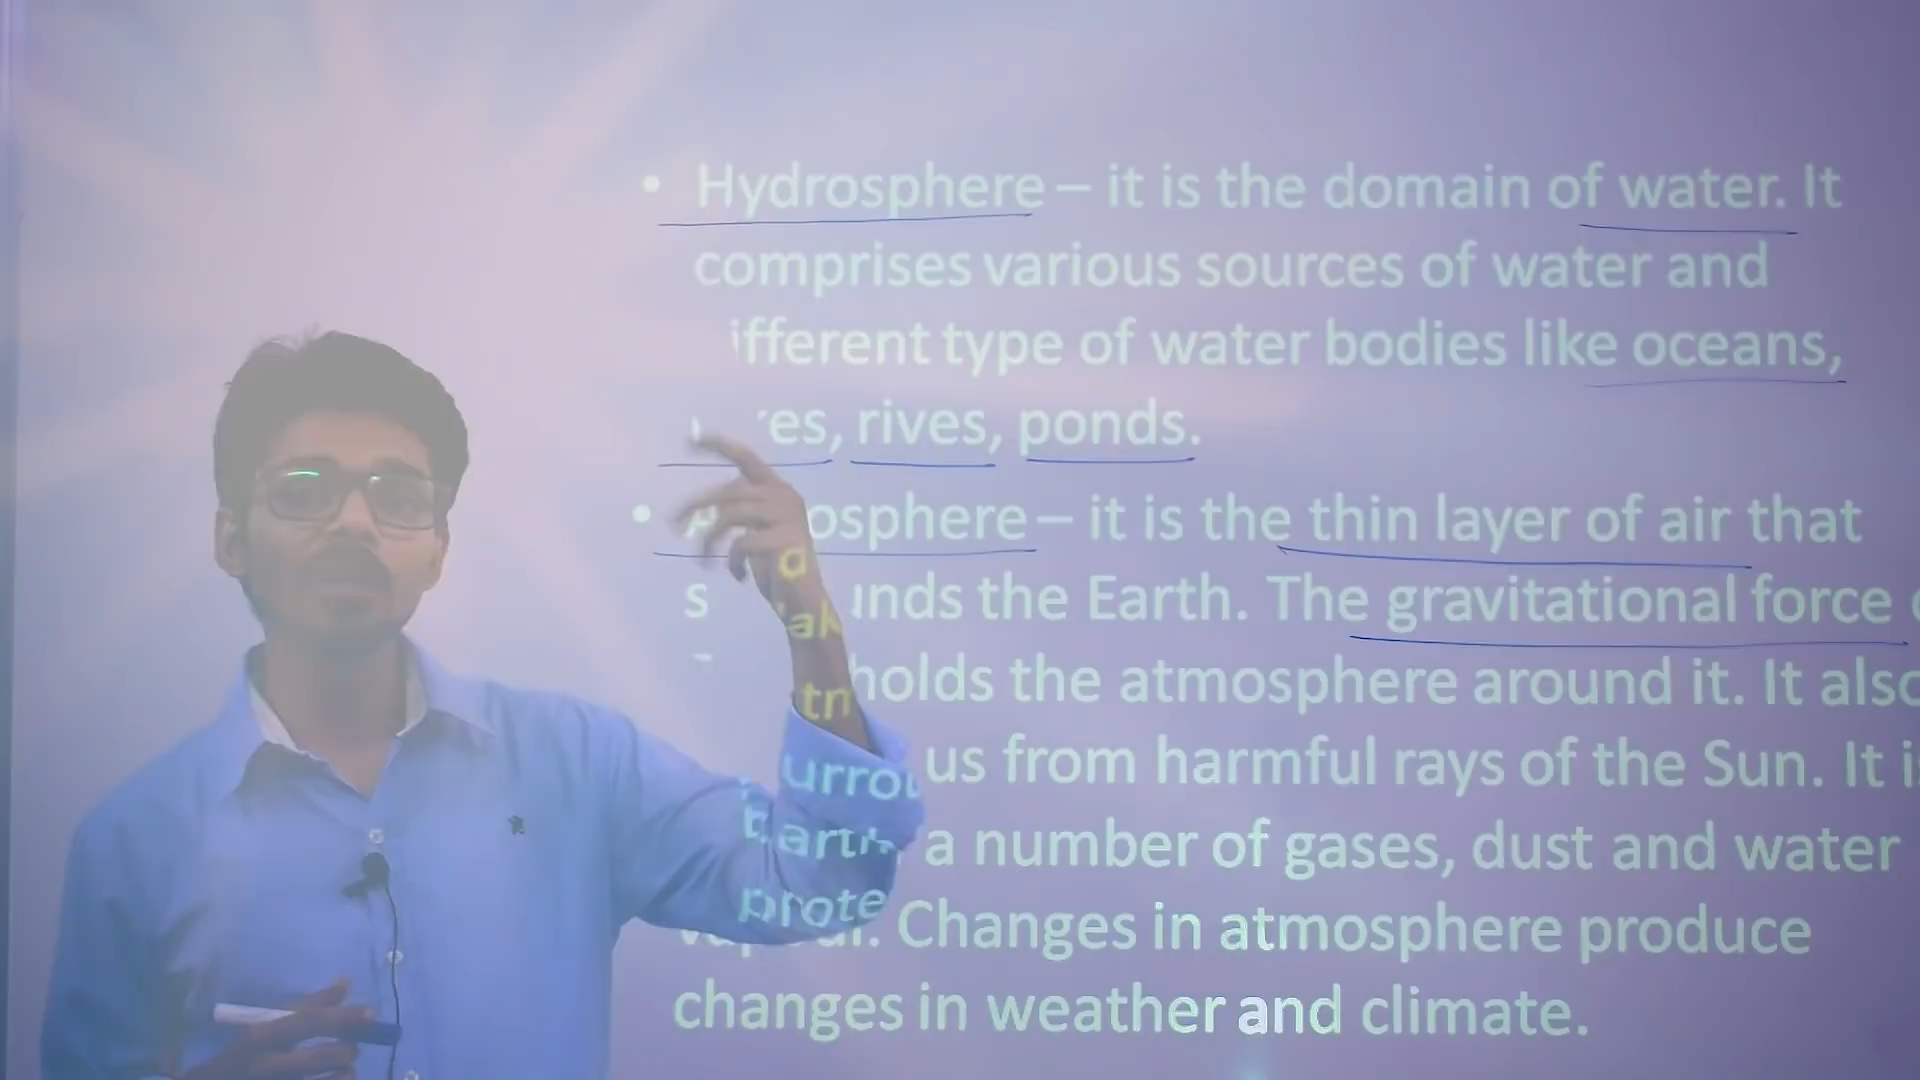 • Hydrosphere – it is the domain of water. It
comprises various sources of water and
ifferent type of water bodies like oceans,
es, rives, ponds.
• osphere – it is the thin layer of air that
s unds the Earth. The gravitational force
holds the atmosphere around it. It also
us from harmful rays of the Sun. It is
a number of gases, dust and water
Changes in atmosphere produce
changes in weather and climate.